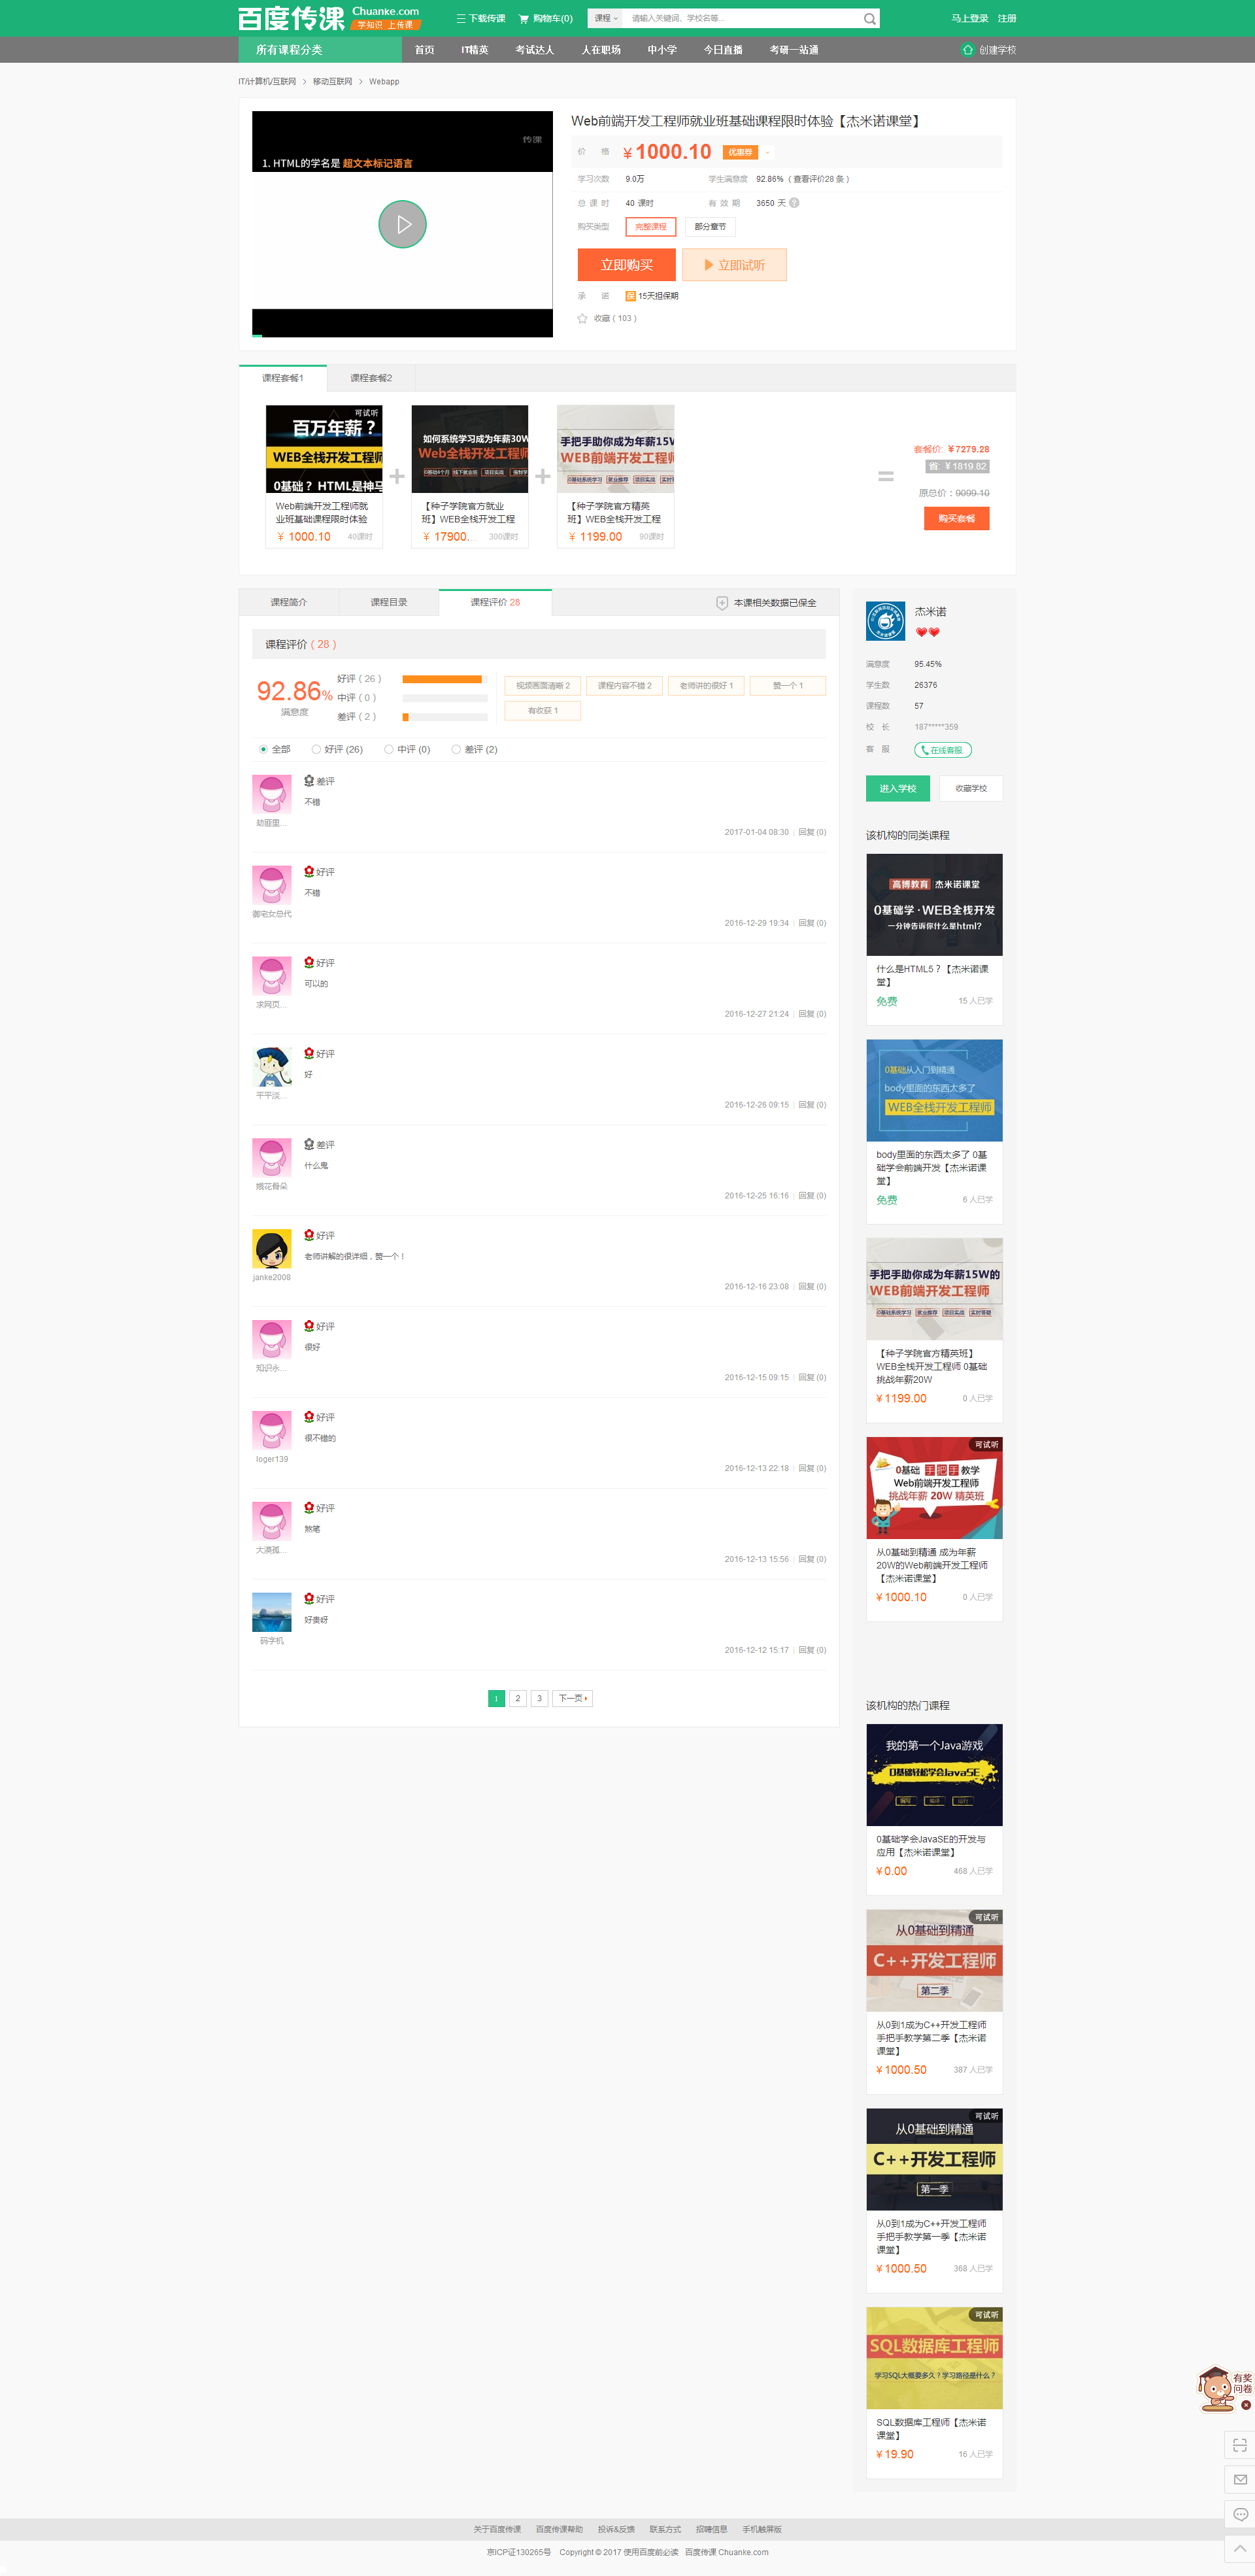 百度传课 Chuanke.com
学知识 上传课
下载传课 购物车(0) 课程 请输入关键词、学校名等... 马上登录 注册
所有课程分类 首页 IT精英 考试达人 人在职场 中小学 今日直播 考研一站通 创建学校
IT/计算机/互联网 > 移动互联网 > Webapp
传课
1. HTML的学名是 超文本标记语言
Web前端开发工程师就业班基础课程限时体验【杰米诺课堂】
价 格 ¥1000.10 优惠券
学习次数 9.0万 学生满意度 92.86%（查看评价28 条）
总 课 时 40 课时 有 效 期 3650 天 ?
购买类型 完整课程 部分章节
立即购买 立即试听
承 诺 保 15天担保期
收藏（103）
课程套餐1 课程套餐2
可试听
百万年薪？
WEB全栈开发工程师
0基础？ HTML是神马
Web前端开发工程师就
业班基础课程限时体验
¥ 1000.10 40课时
+
如何系统学习成为年薪30W
Web全栈开发工程师
【种子学院官方就业
班】WEB全栈开发工程
¥ 17900... 300课时
+
手把手助你成为年薪15W
WEB前端开发工程师
0基础系统学习 就业推荐 项目实战
【种子学院官方精英
班】WEB全栈开发工程
¥ 1199.00 90课时
=
套餐价: ¥7279.28
省: ¥1819.82
原总价：9099.10
购买套餐
课程简介 课程目录 课程评价 28 本课相关数据已保全
课程评价（28）
92.86%
满意度
好评（26）
中评（0）
差评（2）
视频画面清晰 2 课程内容不错 2 老师讲的很好 1 赞一个 1
有收获 1
全部 好评 (26) 中评 (0) 差评 (2)
差评
不错
2017-01-04 08:30 | 回复 (0)
好评
不错
御宅女总代
2016-12-29 19:34 | 回复 (0)
好评
可以的
求网页...
2016-12-27 21:24 | 回复 (0)
好评
好
平平淡...
2016-12-26 09:15 | 回复 (0)
差评
什么鬼
2016-12-25 16:16 | 回复 (0)
好评
老师讲解的很详细，赞一个！
janke2008
2016-12-16 23:08 | 回复 (0)
好评
很好
知识永...
2016-12-15 09:15 | 回复 (0)
好评
很不错的
loger139
2016-12-13 22:18 | 回复 (0)
好评
煞笔
大漠孤...
2016-12-13 15:56 | 回复 (0)
好评
好贵呀
码字机
2016-12-12 15:17 | 回复 (0)
1 2 3 下一页
杰米诺
满意度 95.45%
学生数 26376
课程数 57
校 长 187*****359
客 服 在线客服
进入学校 收藏学校
该机构的同类课程
高博教育 杰米诺课堂
0基础学·WEB全栈开发
一分钟告诉你什么是html?
什么是HTML5？【杰米诺课
堂】
免费 15 人已学
0基础从入门到精通
body里面的东西太多了
WEB全栈开发工程师
body里面的东西太多了 0基
础学会前端开发【杰米诺课
堂】
免费 6 人已学
手把手助你成为年薪15W的
WEB前端开发工程师
0基础系统学习 就业推荐 项目实战 实时答疑
【种子学院官方精英班】
WEB全栈开发工程师 0基础
挑战年薪20W
¥1199.00 0 人已学
可试听
0基础 手把手 教学
Web前端开发工程师
挑战年薪 20W 精英班
从0基础到精通 成为年薪
20W的Web前端开发工程师
【杰米诺课堂】
¥1000.10 0 人已学
该机构的热门课程
我的第一个Java游戏
0基础轻松学会JavaSE
编写 编译 运行
0基础学会JavaSE的开发与
应用【杰米诺课堂】
¥0.00 468 人已学
可试听
从0基础到精通
C++开发工程师
第二季
从0到1成为C++开发工程师
手把手教学第二季【杰米诺
课堂】
¥1000.50 387 人已学
可试听
从0基础到精通
C++开发工程师
第一季
从0到1成为C++开发工程师
手把手教学第一季【杰米诺
课堂】
¥1000.50 368 人已学
可试听
SQL数据库工程师
学习SQL大概要多久？学习路径是什么？
SQL数据库工程师【杰米诺
课堂】
¥19.90 16 人已学
有奖
问卷
关于百度传课 百度传课帮助 投诉&反馈 联系方式 招聘信息 手机触屏版
京ICP证130265号 Copyright © 2017 使用百度前必读 百度传课 Chuanke.com